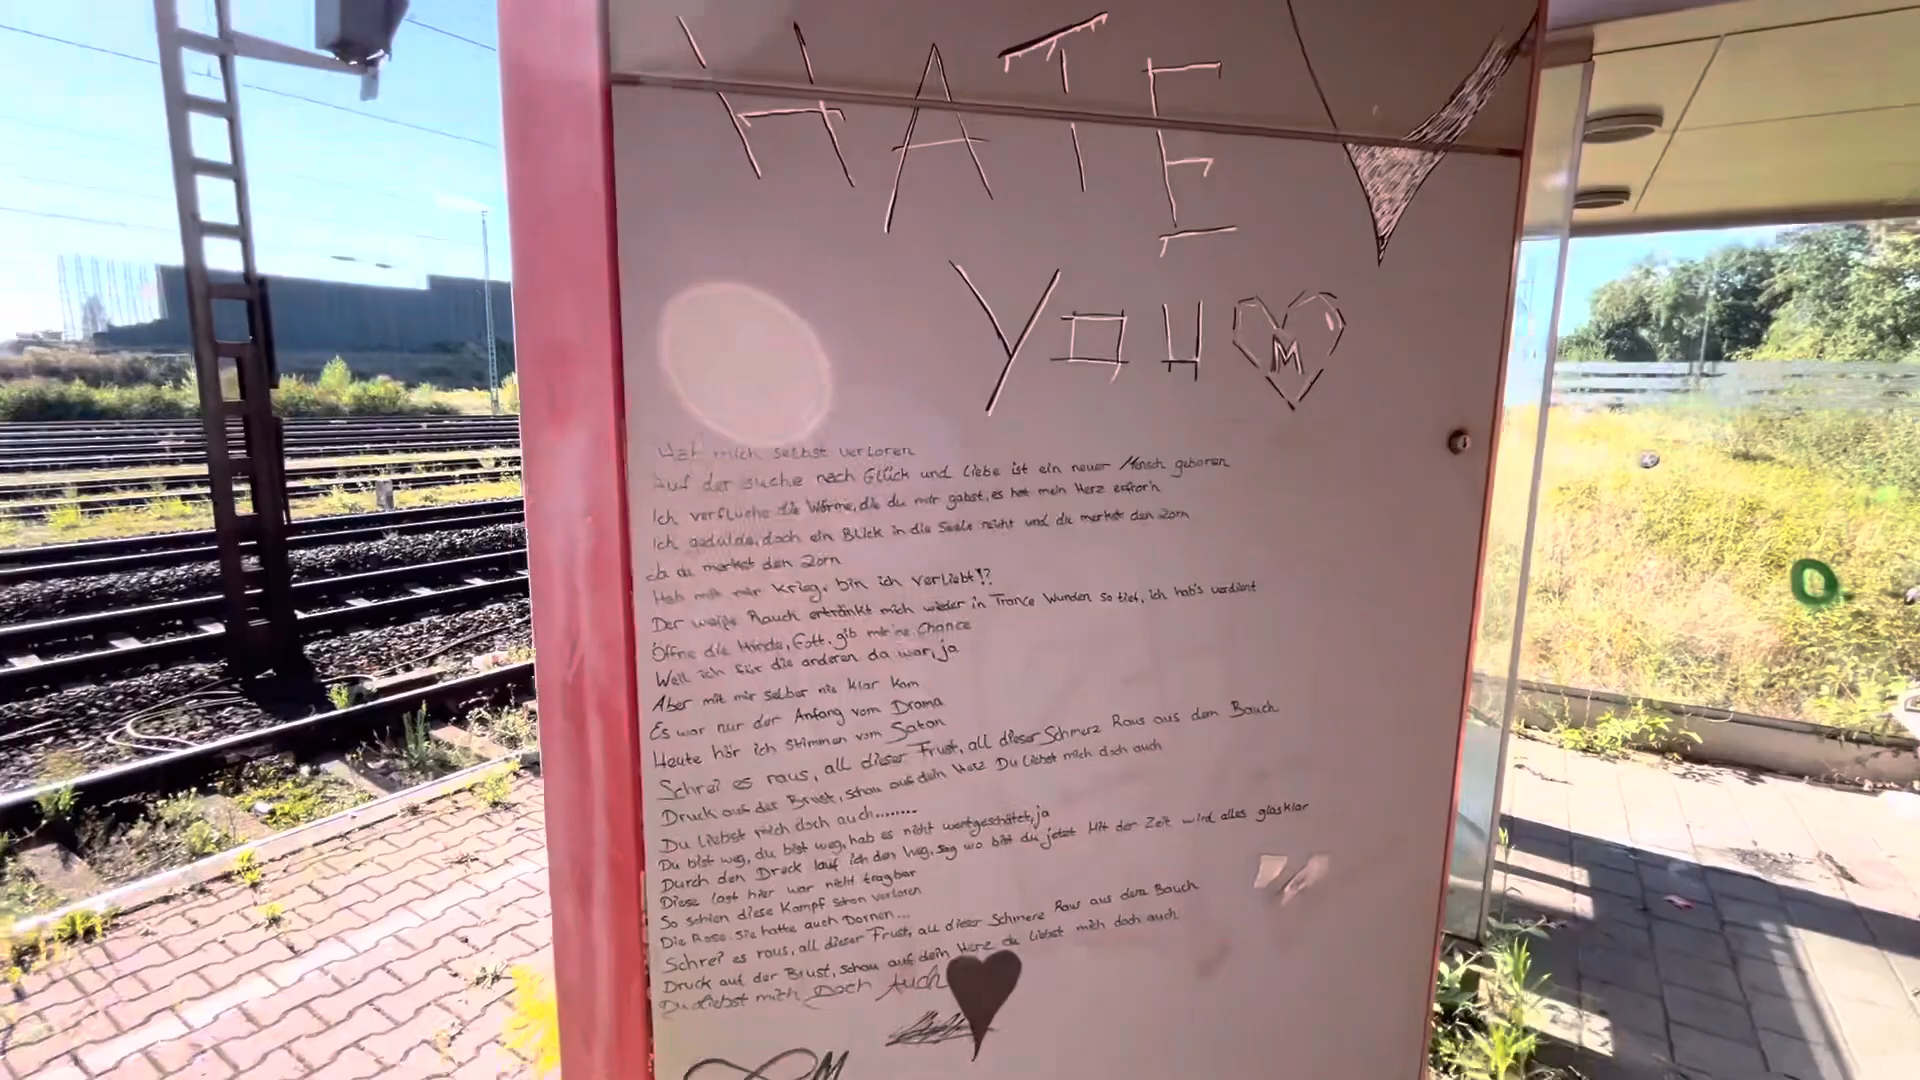 HATE
YOU M
Hab mich selbst verloren
Auf der suche nach Glück und Liebe ist ein neuer Mensch geboren
Ich verfluche die Wärme, die du mir gabst, es hat mein Herz erfror'n
Ich gedulde, doch ein Blick in die Seele reicht und du merkst den Zorn
Ja du merkst den Zorn
Hab mit mir Krieg, bin ich verliebt!?
Der weiße Rauch ertränkt mich wieder in Trance Wunden so tief, ich hab's verdient
Öffne die Hände, Gott, gib mir 'ne Chance
Weil ich für die anderen da war, ja
Aber mit mir selber nie klar kam
Es war nur der Anfang vom Drama
Heute hör ich Stimmen vom Satan
Schrei es raus, all dieser Frust, all dieser Schmerz Raus aus dem Bauch
Druck auf der Brust, schau auf dein Herz Du liebst mich doch auch
Du liebst mich doch auch........
Du bist weg, du bist weg, hab es nicht wertgeschätzt, ja
Durch den Druck lauf ich den Weg, sag wo bist du jetzt Mit der Zeit wird alles glasklar
Diese last hier war nicht tragbar
So schien diese Kampf schon verloren
Die Rose sie hatte auch Dornen...
Schrei es raus, all dieser Frust, all dieser Schmerz Raus aus dem Bauch
Druck auf der Brust, schau auf dein Herz du liebst mich doch auch
Du liebst mich Doch Auch
M
O